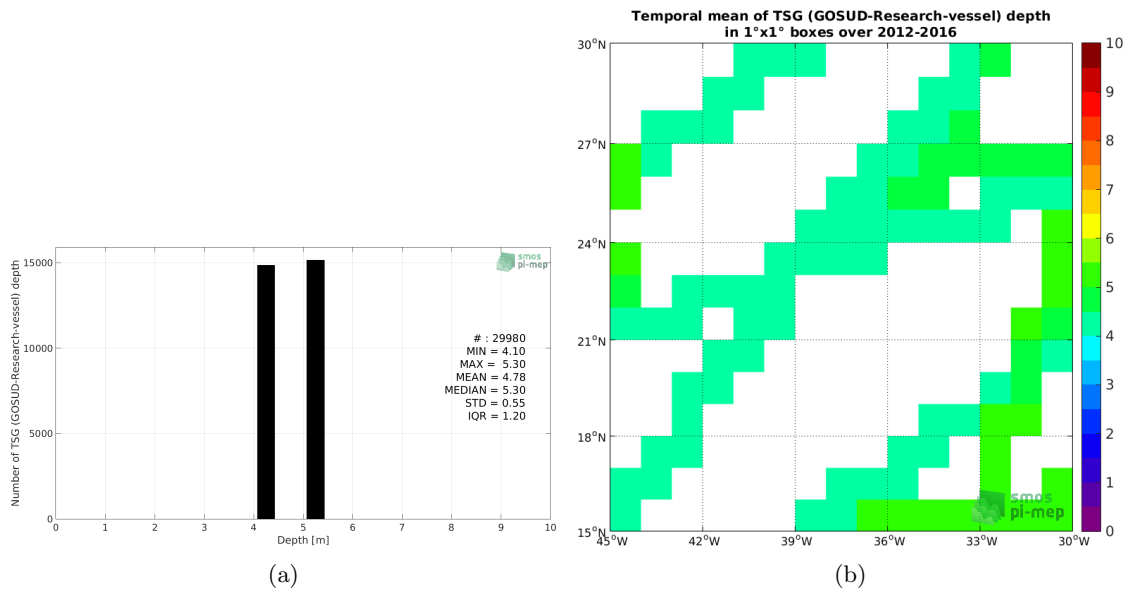 Temporal mean of TSG (GOSUD-Research-vessel) depth
in 1°x1° boxes over 2012-2016
30°N
27°N
24°N
21°N
18°N
15°N
45°W
42°W
39°W
36°W
33°W
30°W
10
9
8
7
6
5
4
3
2
1
0
smos
pi-mep
(b)
Number of TSG (GOSUD-Research-vessel) depth
15000
10000
5000
0
0
1
2
3
4
5
6
7
8
9
10
Depth [m]
smos
pi-mep
# : 29980
MIN = 4.10
MAX = 5.30
MEAN = 4.78
MEDIAN = 5.30
STD = 0.55
IQR = 1.20
(a)